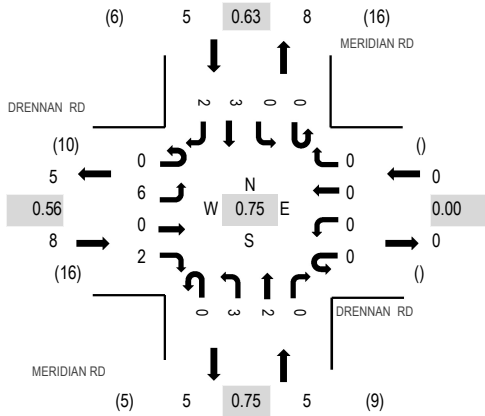 (6) 5 0.63 8 (16)
MERIDIAN RD
2 3 0 0
DRENNAN RD
(10) ()
0 0
5 0
6 0
N
0.56 W 0.75 E 0.00
0 0
8 0
S
2 0
(16) ()
0 3 2 0
DRENNAN RD
MERIDIAN RD
(5) 5 0.75 5 (9)